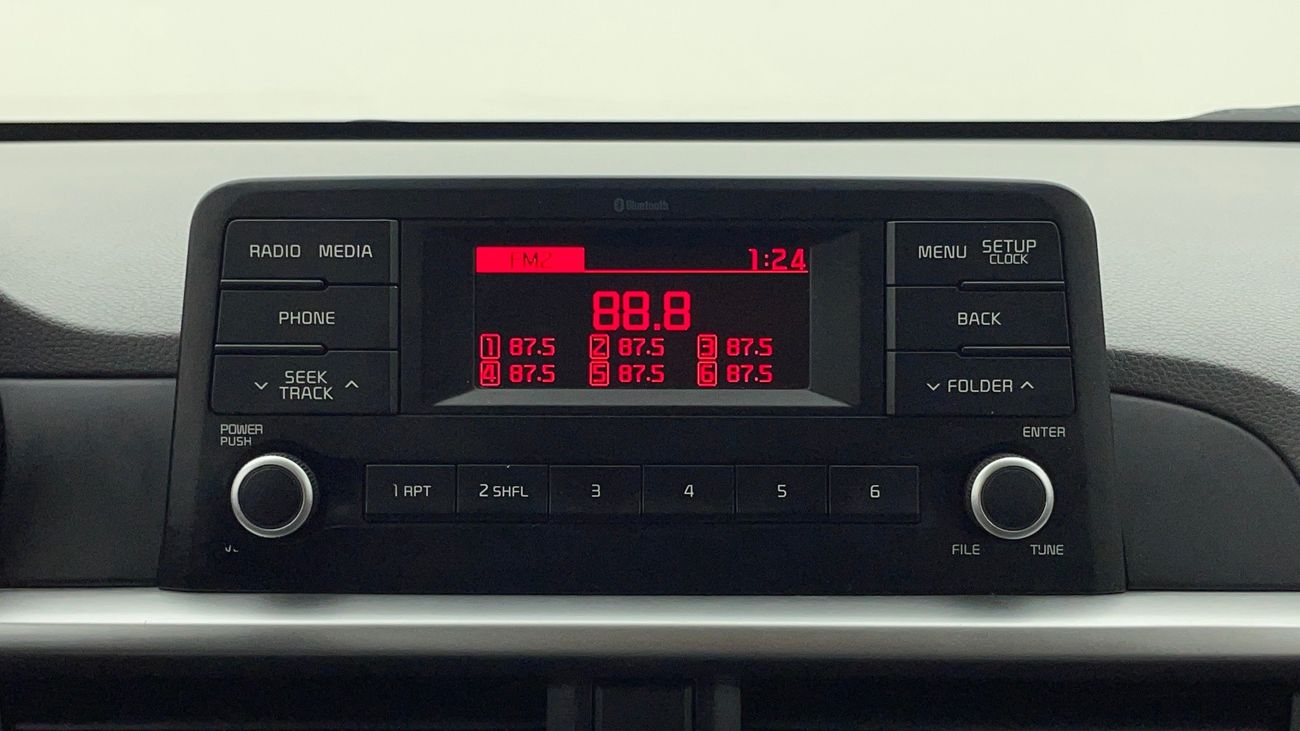 Bluetooth
RADIO MEDIA
PHONE
SEEK
TRACK
FM2 1:24
88.8
1 87.5 2 87.5 3 87.5
4 87.5 5 87.5 6 87.5
MENU SETUP
CLOCK
BACK
FOLDER
POWER
PUSH
1 RPT 2 SHFL 3 4 5 6
ENTER
FILE TUNE